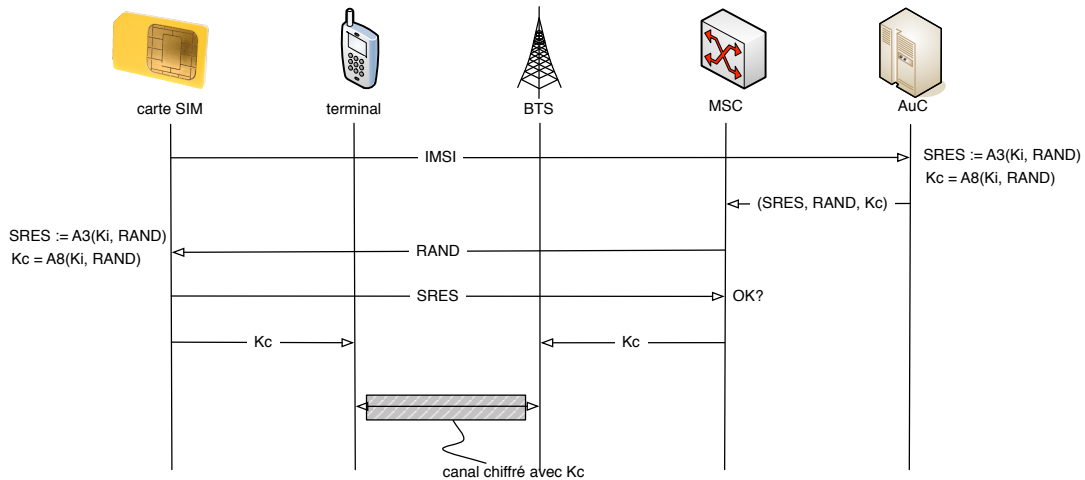 carte SIM
terminal
BTS
MSC
AuC
IMSI
SRES := A3(Ki, RAND)
Kc = A8(Ki, RAND)
(SRES, RAND, Kc)
SRES := A3(Ki, RAND)
Kc = A8(Ki, RAND)
RAND
SRES
OK?
Kc
Kc
canal chiffré avec Kc